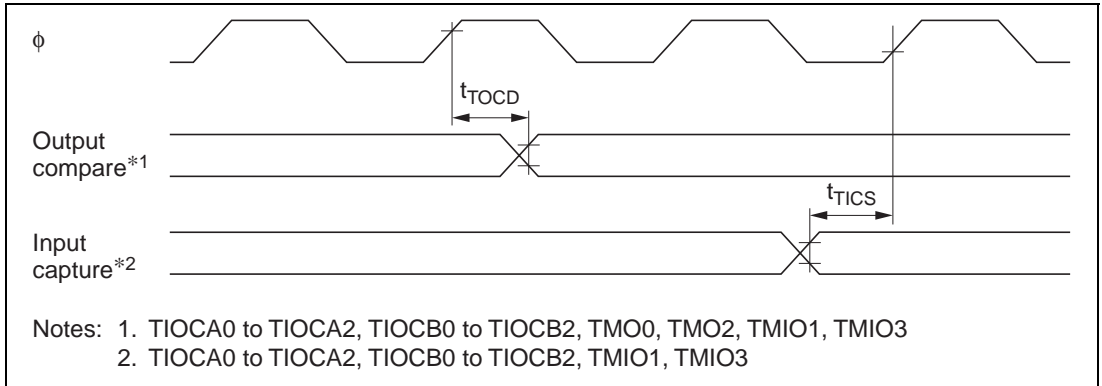 ϕ
tTOCD
Output
compare*1
tTICS
Input
capture*2
Notes: 1. TIOCA0 to TIOCA2, TIOCB0 to TIOCB2, TMO0, TMO2, TMIO1, TMIO3
2. TIOCA0 to TIOCA2, TIOCB0 to TIOCB2, TMIO1, TMIO3